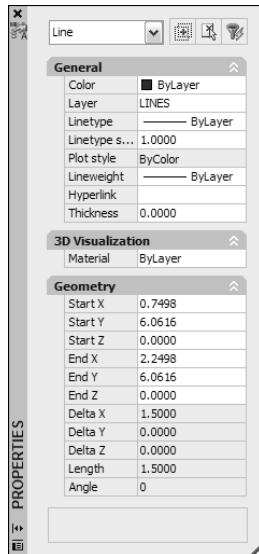 Line
General
Color ByLayer
Layer LINES
Linetype ByLayer
Linetype s... 1.0000
Plot style ByColor
Lineweight ByLayer
Hyperlink
Thickness 0.0000
3D Visualization
Material ByLayer
Geometry
Start X 0.7498
Start Y 6.0616
Start Z 0.0000
End X 2.2498
End Y 6.0616
End Z 0.0000
Delta X 1.5000
Delta Y 0.0000
Delta Z 0.0000
Length 1.5000
Angle 0
PROPERTIES